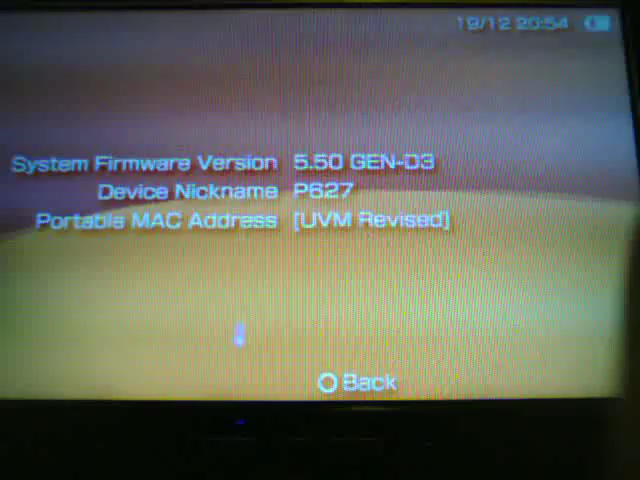 19/12 20:54
System Firmware Version 5.50 GEN-D3
Device Nickname P627
Portable MAC Address [UVM Revised]
Back